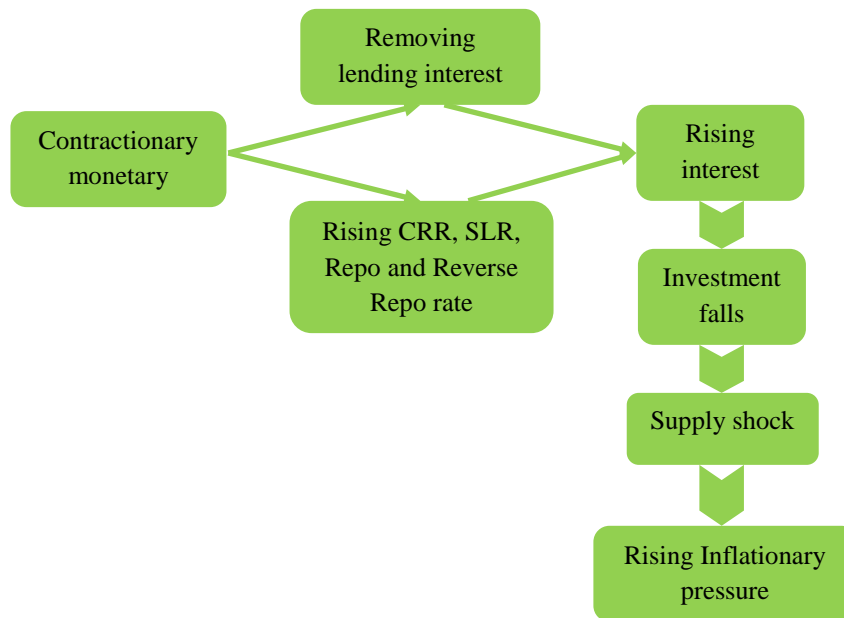 Removing
lending interest
Contractionary
monetary
Rising
interest
Rising CRR, SLR,
Repo and Reverse
Repo rate
Investment
falls
Supply shock
Rising Inflationary
pressure